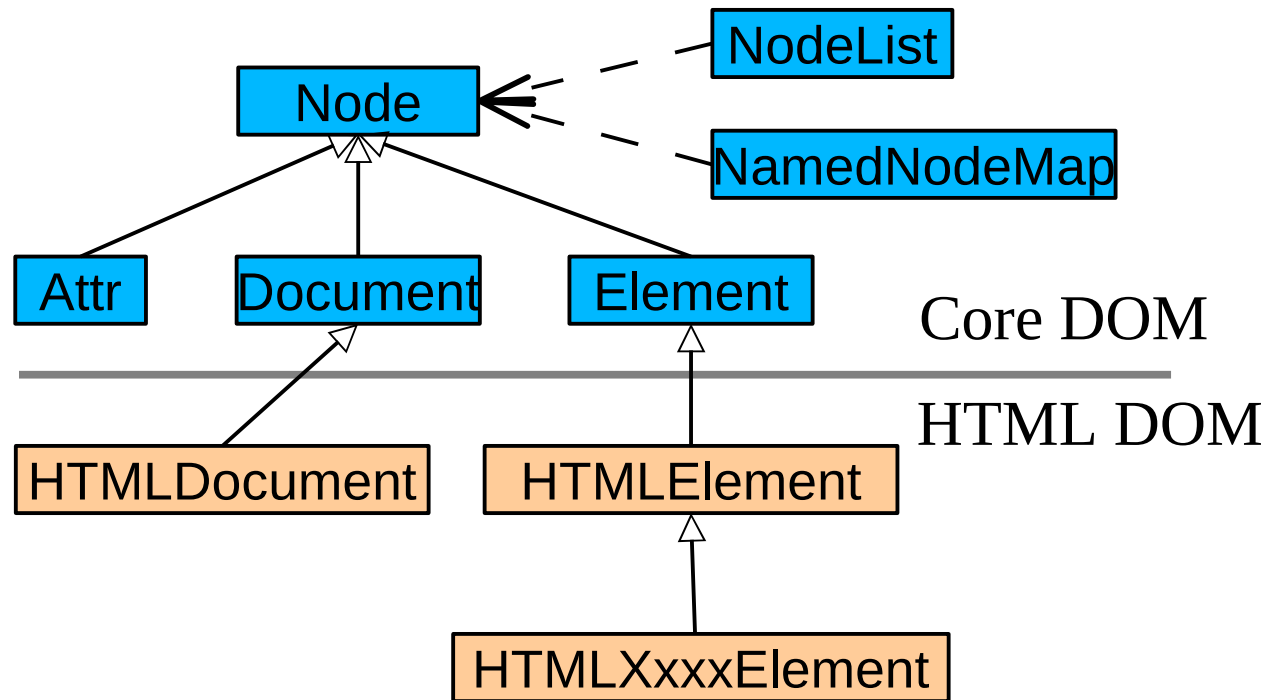 NodeList
Node
NamedNodeMap
Attr
Document
Element
Core DOM
HTML DOM
HTMLDocument
HTMLElement
HTMLXxxxElement